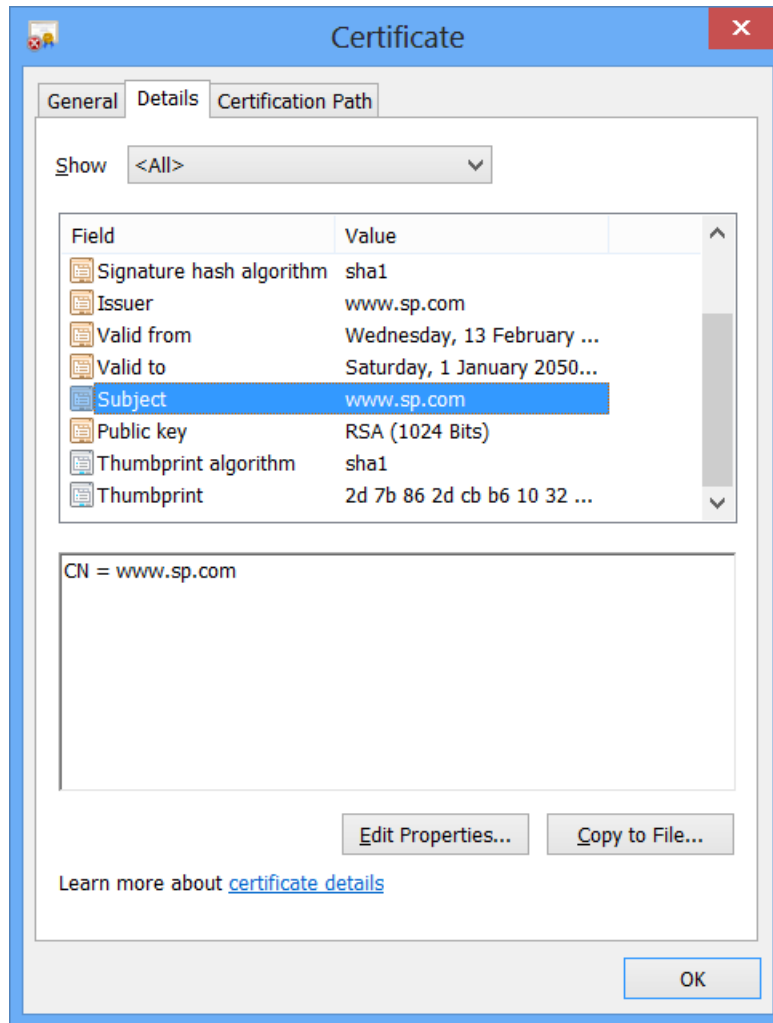 Certificate
General Details Certification Path
Show <All>
Field Value
Signature hash algorithm sha1
Issuer www.sp.com
Valid from Wednesday, 13 February ...
Valid to Saturday, 1 January 2050...
Subject www.sp.com
Public key RSA (1024 Bits)
Thumbprint algorithm sha1
Thumbprint 2d 7b 86 2d cb b6 10 32 ...
CN = www.sp.com
Edit Properties... Copy to File...
Learn more about certificate details
OK